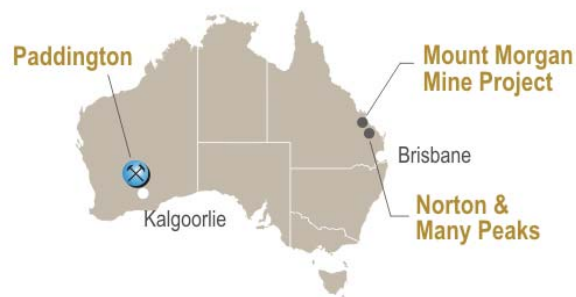 Paddington
Mount Morgan
Mine Project
Brisbane
Kalgoorlie
Norton &
Many Peaks